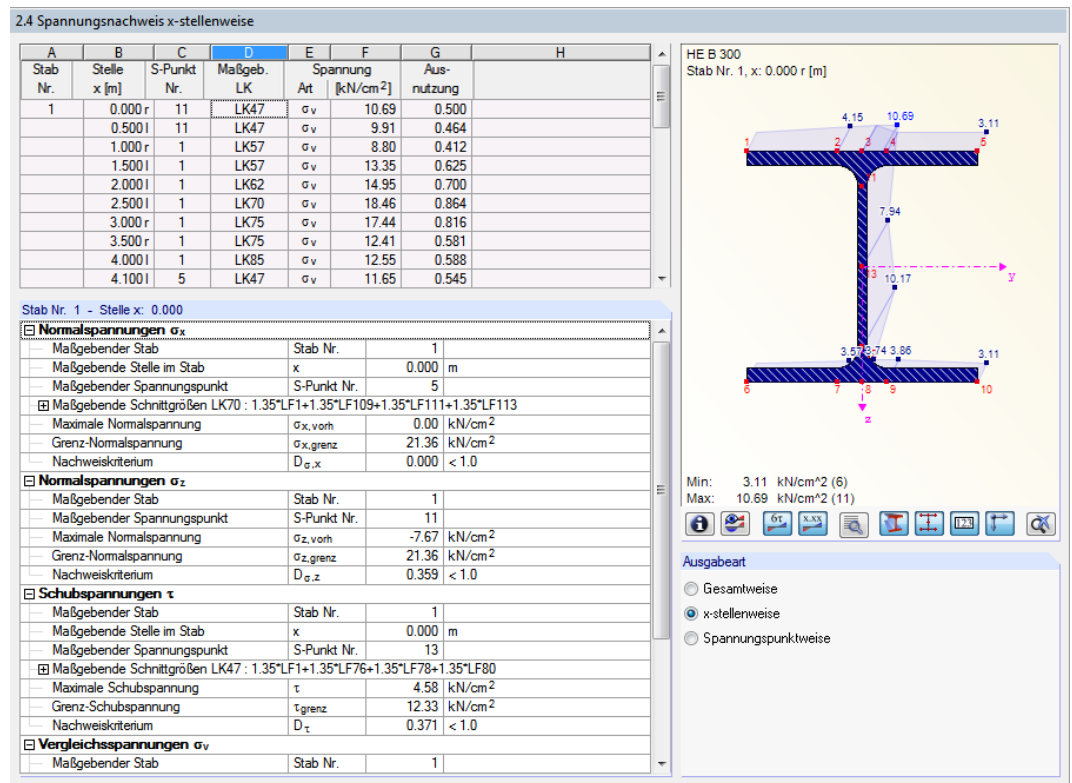 2.4 Spannungsnachweis x-stellenweise
A B C D E F G H
Stab Stelle S-Punkt Maßgeb. Spannung Aus-
Nr. x [m] Nr. LK Art [kN/cm²] nutzung
1 0.000 r 11 LK47 σv 10.69 0.500
0.500 l 11 LK47 σv 9.91 0.464
1.000 r 1 LK57 σv 8.80 0.412
1.500 l 1 LK57 σv 13.35 0.625
2.000 l 1 LK62 σv 14.95 0.700
2.500 l 1 LK70 σv 18.46 0.864
3.000 r 1 LK75 σv 17.44 0.816
3.500 r 1 LK75 σv 12.41 0.581
4.000 l 1 LK85 σv 12.55 0.588
4.100 l 5 LK47 σv 11.65 0.545
Stab Nr. 1 - Stelle x: 0.000
Normalspannungen σx
Maßgebender Stab Stab Nr. 1
Maßgebende Stelle im Stab x 0.000 m
Maßgebender Spannungspunkt S-Punkt Nr. 5
Maßgebende Schnittgrößen LK70 : 1.35*LF1+1.35*LF109+1.35*LF111+1.35*LF113
Maximale Normalspannung σx,vorh 0.00 kN/cm²
Grenz-Normalspannung σx,grenz 21.36 kN/cm²
Nachweiskriterium Dσ,x 0.000 < 1.0
Normalspannungen σz
Maßgebender Stab Stab Nr. 1
Maßgebender Spannungspunkt S-Punkt Nr. 11
Maximale Normalspannung σz,vorh -7.67 kN/cm²
Grenz-Normalspannung σz,grenz 21.36 kN/cm²
Nachweiskriterium Dσ,z 0.359 < 1.0
Schubspannungen τ
Maßgebender Stab Stab Nr. 1
Maßgebende Stelle im Stab x 0.000 m
Maßgebender Spannungspunkt S-Punkt Nr. 13
Maßgebende Schnittgrößen LK47 : 1.35*LF1+1.35*LF76+1.35*LF78+1.35*LF80
Maximale Schubspannung τ 4.58 kN/cm²
Grenz-Schubspannung τgrenz 12.33 kN/cm²
Nachweiskriterium Dτ 0.371 < 1.0
Vergleichsspannungen σv
Maßgebender Stab Stab Nr. 1
HE B 300
Stab Nr. 1, x: 0.000 r [m]
4.15 10.69 3.11
1 2 3 4 5
7.94
13 10.17 y
3.86 3.11
6 7 8 9 10
z
Min: 3.11 kN/cm^2 (6)
Max: 10.69 kN/cm^2 (11)
στ x.xx 123
Ausgabeart
Gesamtweise
x-stellenweise
Spannungspunktweise